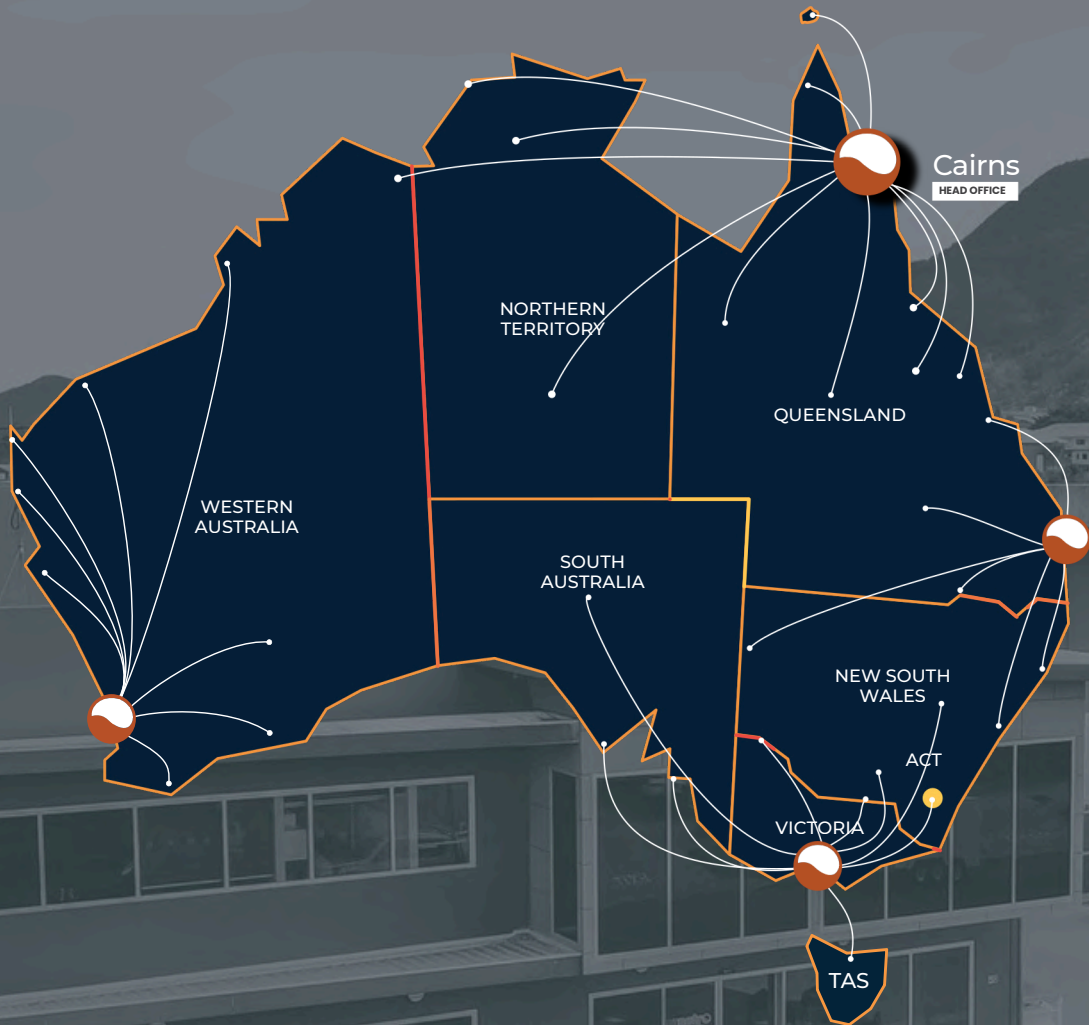 Cairns
HEAD OFFICE
NORTHERN
TERRITORY
QUEENSLAND
WESTERN
AUSTRALIA
SOUTH
AUSTRALIA
NEW SOUTH
WALES
ACT
VICTORIA
TAS